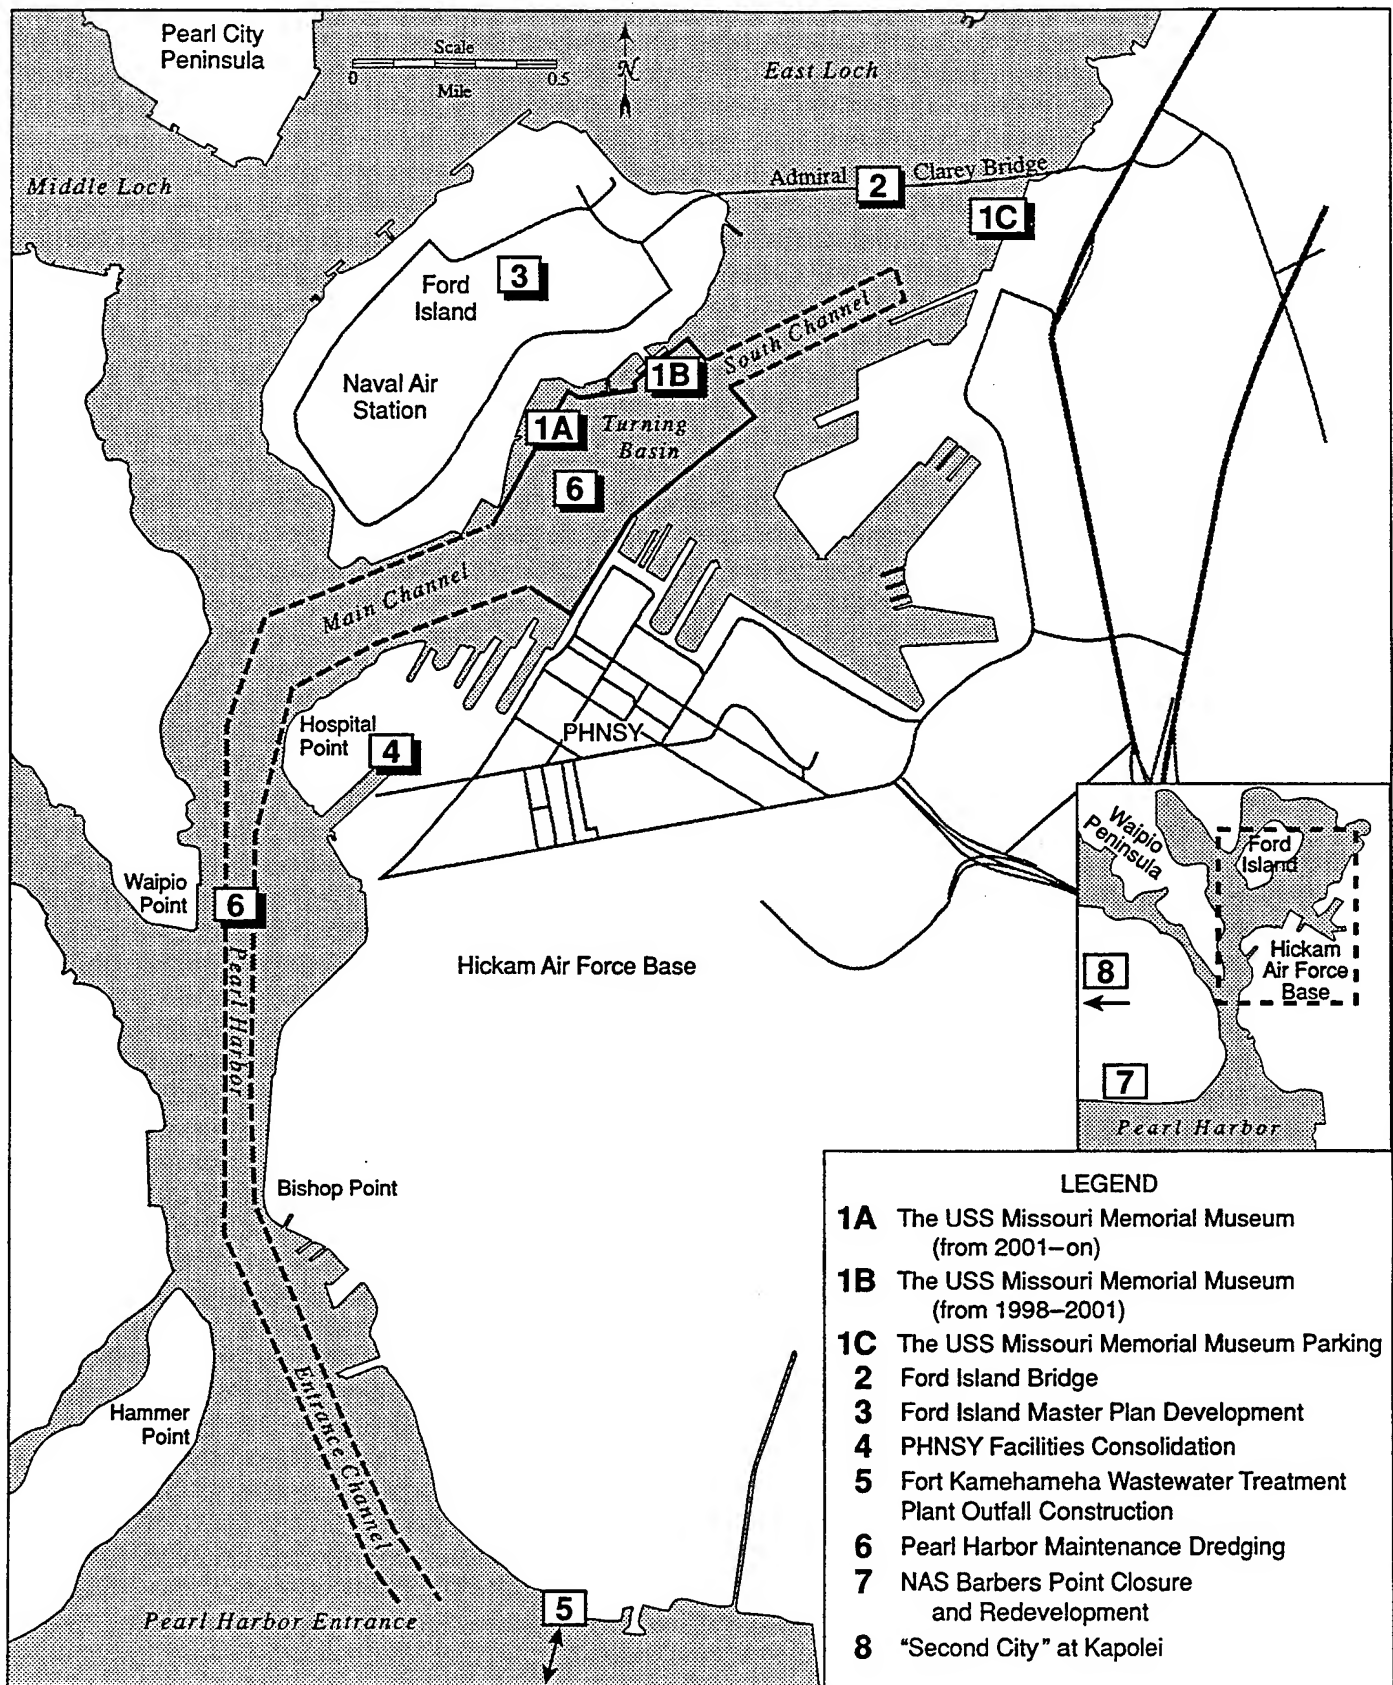 Pearl City
Peninsula
Scale
0 0.5
Mile
N
East Loch
Middle Loch
Admiral 2 Clarey Bridge
1C
3
Ford
Island
South Channel
1B
Naval Air
Station
1A
Turning
Basin
6
Main Channel
Hospital
Point
4
PHNSY
Waipio
Point
6
Pearl Harbor
Hickam Air Force Base
Waipio
Peninsula
Ford
Island
Hickam
Air Force
Base
8
7
Pearl Harbor
Bishop Point
Hammer
Point
Entrance Channel
Pearl Harbor Entrance
5
LEGEND
1A The USS Missouri Memorial Museum
(from 2001–on)
1B The USS Missouri Memorial Museum
(from 1998–2001)
1C The USS Missouri Memorial Museum Parking
2 Ford Island Bridge
3 Ford Island Master Plan Development
4 PHNSY Facilities Consolidation
5 Fort Kamehameha Wastewater Treatment
Plant Outfall Construction
6 Pearl Harbor Maintenance Dredging
7 NAS Barbers Point Closure
and Redevelopment
8 “Second City” at Kapolei